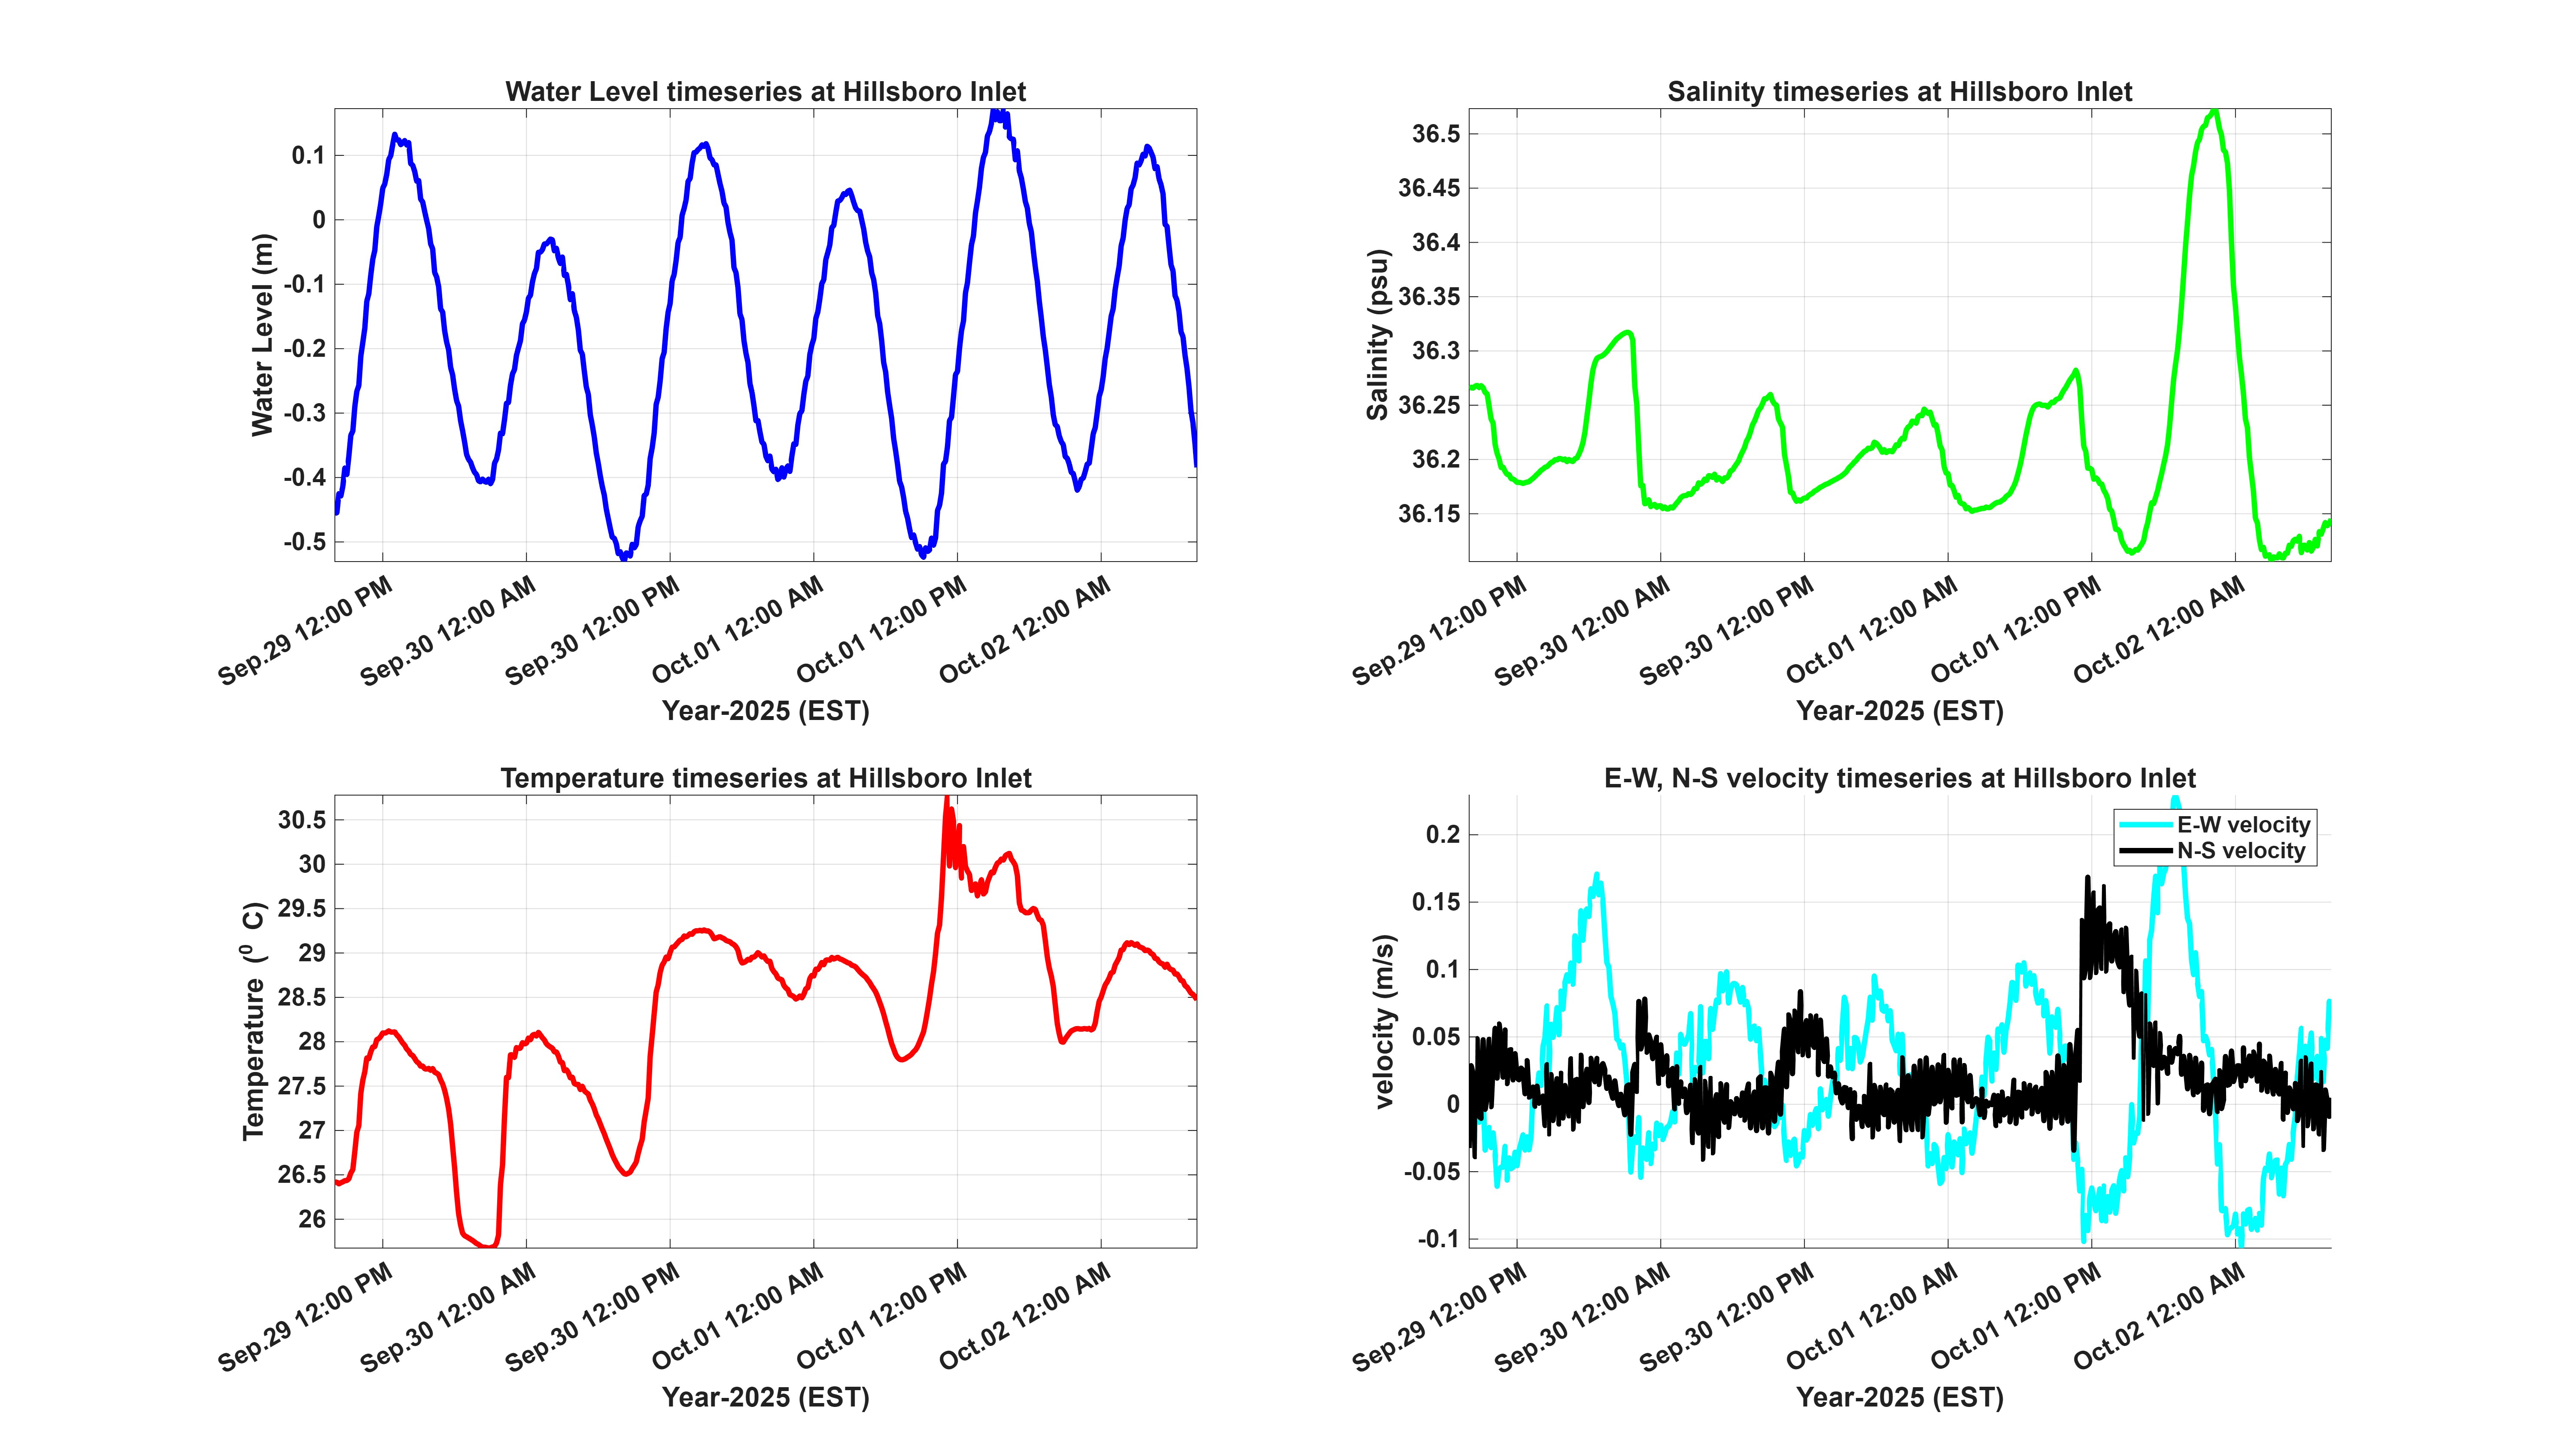 Water Level timeseries at Hillsboro Inlet
Water Level (m)
0.1
0
-0.1
-0.2
-0.3
-0.4
-0.5
Sep.29 12:00 PM
Sep.30 12:00 AM
Sep.30 12:00 PM
Oct.01 12:00 AM
Oct.01 12:00 PM
Oct.02 12:00 AM
Year-2025 (EST)
Salinity timeseries at Hillsboro Inlet
Salinity (psu)
36.5
36.45
36.4
36.35
36.3
36.25
36.2
36.15
Sep.29 12:00 PM
Sep.30 12:00 AM
Sep.30 12:00 PM
Oct.01 12:00 AM
Oct.01 12:00 PM
Oct.02 12:00 AM
Year-2025 (EST)
Temperature timeseries at Hillsboro Inlet
Temperature (⁰ C)
30.5
30
29.5
29
28.5
28
27.5
27
26.5
26
Sep.29 12:00 PM
Sep.30 12:00 AM
Sep.30 12:00 PM
Oct.01 12:00 AM
Oct.01 12:00 PM
Oct.02 12:00 AM
Year-2025 (EST)
E-W, N-S velocity timeseries at Hillsboro Inlet
velocity (m/s)
0.2
0.15
0.1
0.05
0
-0.05
-0.1
E-W velocity
N-S velocity
Sep.29 12:00 PM
Sep.30 12:00 AM
Sep.30 12:00 PM
Oct.01 12:00 AM
Oct.01 12:00 PM
Oct.02 12:00 AM
Year-2025 (EST)